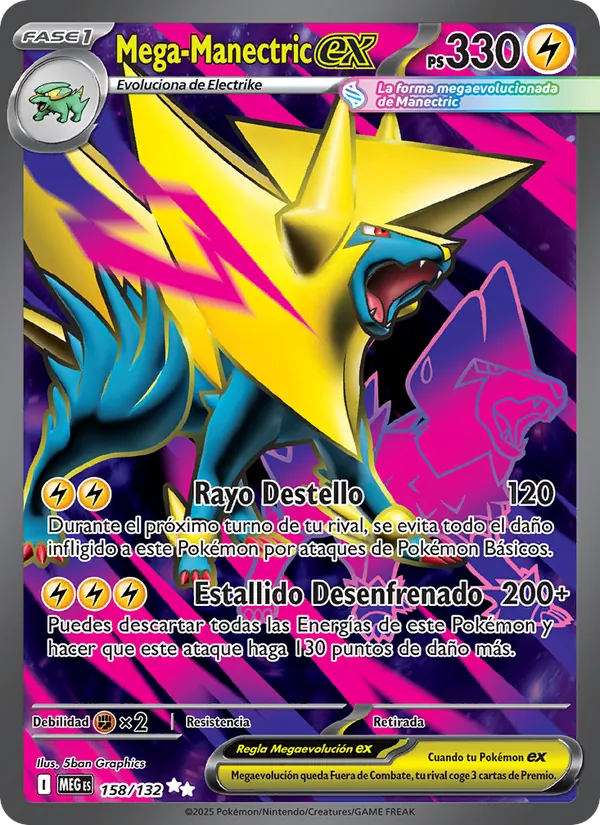 FASE 1
Mega-Manectric ex
PS 330
Evoluciona de Electrike
La forma megaevolucionada
de Manectric
Rayo Destello 120
Durante el próximo turno de tu rival, se evita todo el daño
infligido a este Pokémon por ataques de Pokémon Básicos.
Estallido Desenfrenado 200+
Puedes descartar todas las Energías de este Pokémon y
hacer que este ataque haga 130 puntos de daño más.
Debilidad ×2 Resistencia Retirada
Ilus. 5ban Graphics
Regla Megaevolución ex Cuando tu Pokémon ex
Megaevolución queda Fuera de Combate, tu rival coge 3 cartas de Premio.
I MEG ES 158/132
©2025 Pokémon/Nintendo/Creatures/GAME FREAK